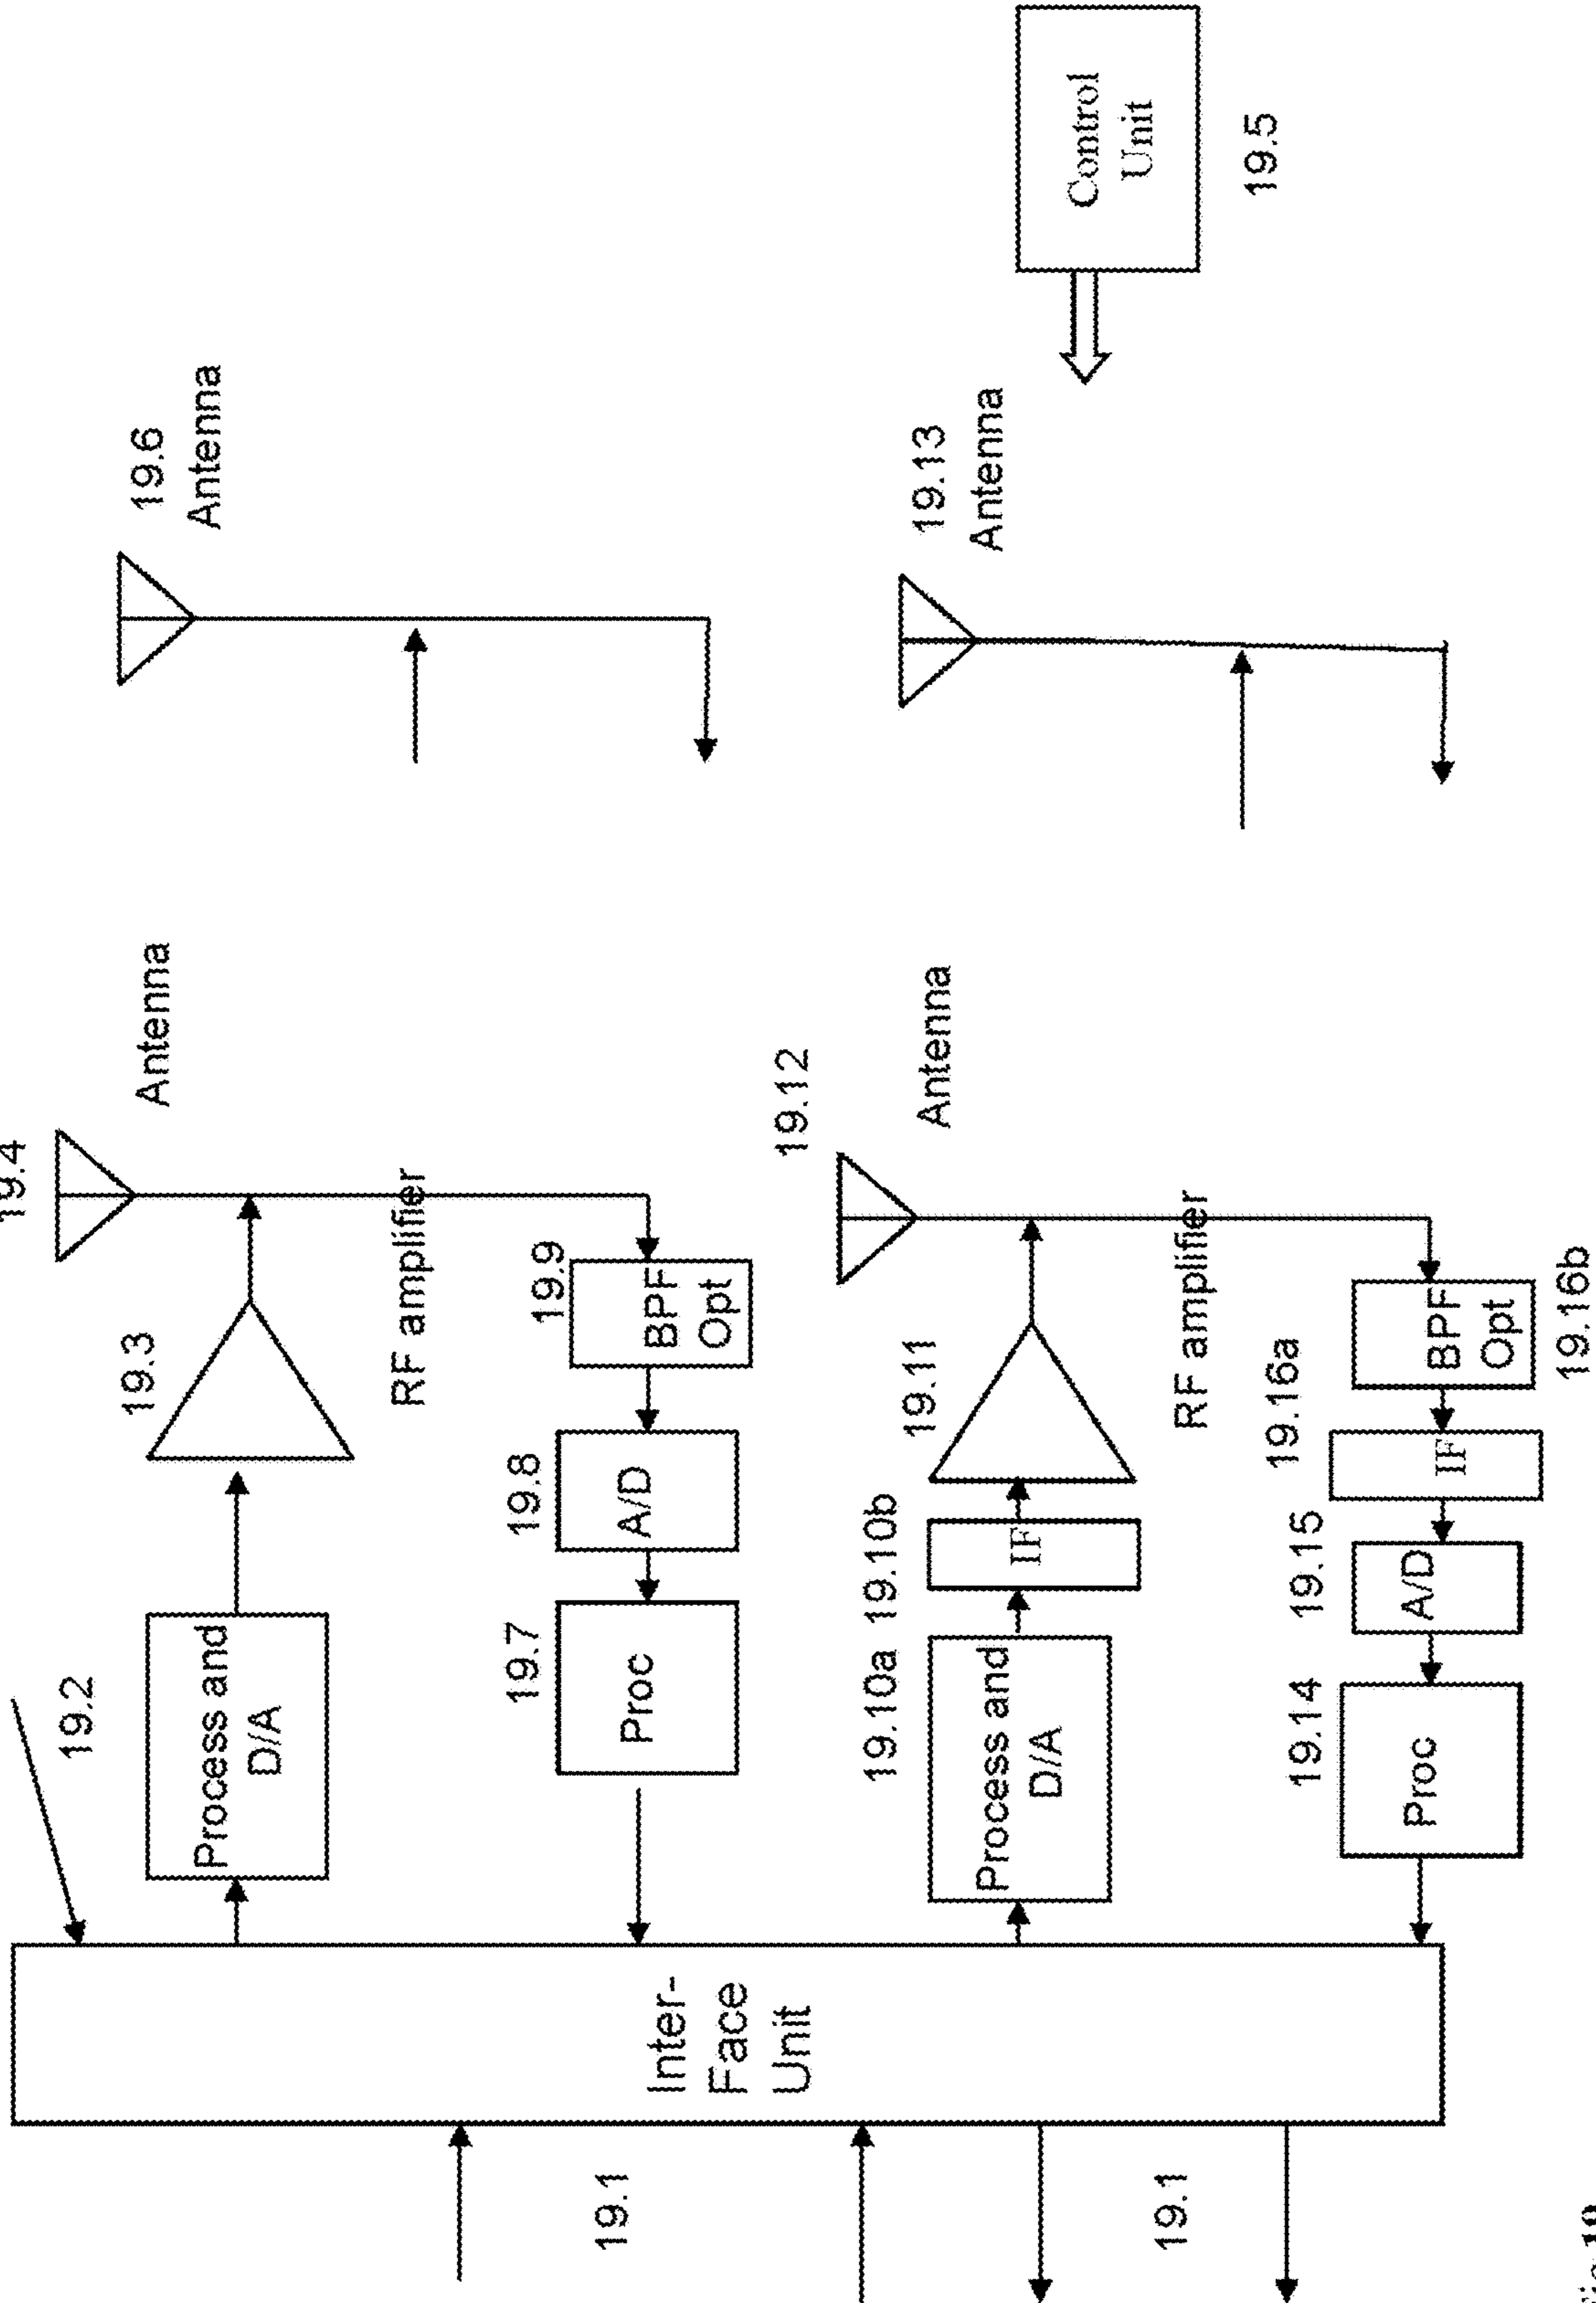 19.4
Antenna
19.6
Antenna
19.2
Process and
D/A
19.3
RF amplifier
19.7
Proc
19.8
A/D
19.9
BPF
Opt
Inter-
Face
Unit
19.1
19.12
Antenna
19.13
Antenna
Control
Unit
19.5
19.10a
19.10b
Process and
D/A
IF
19.11
RF amplifier
19.14
Proc
19.15
A/D
19.16a
IF
BPF
Opt
19.16b
19.1